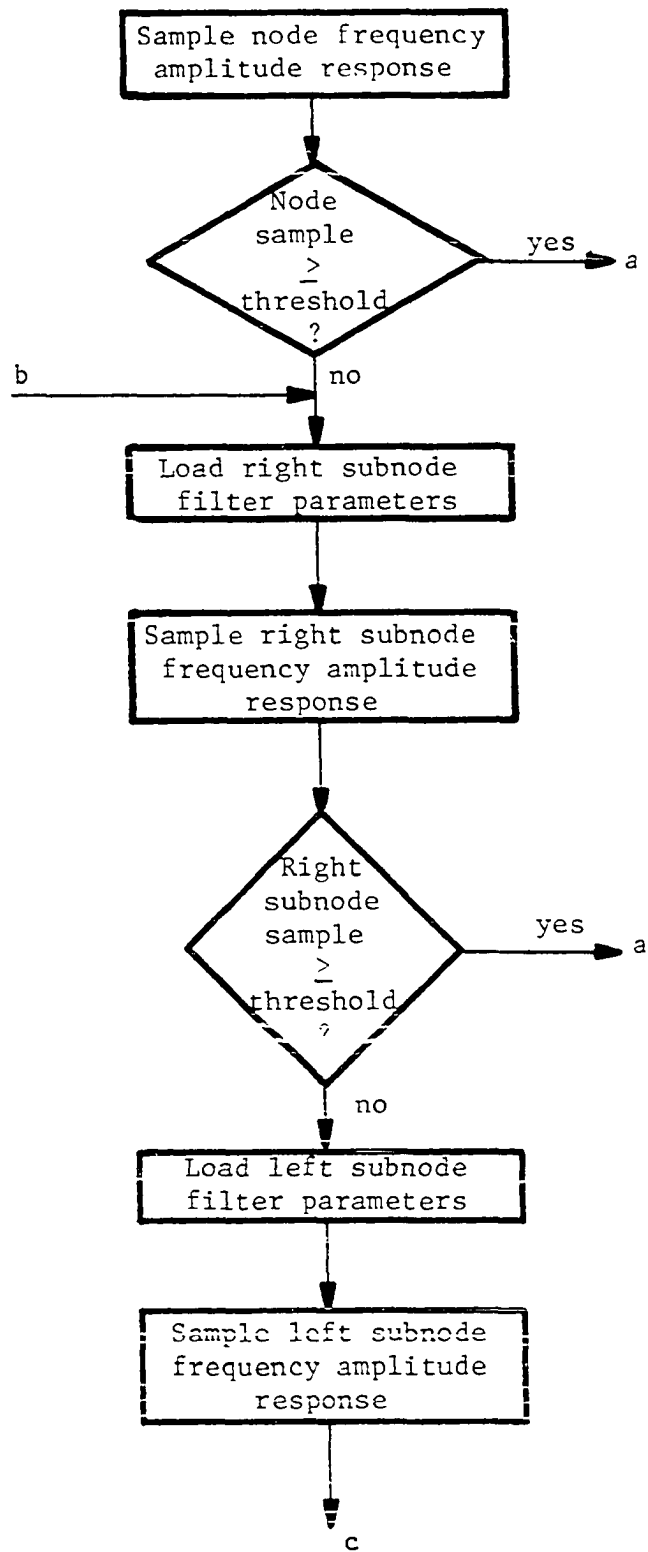 Sample node frequency
amplitude response
Node
sample
≥
threshold
?
yes
a
b
no
Load right subnode
filter parameters
Sample right subnode
frequency amplitude
response
Right
subnode
sample
≥
threshold
?
yes
a
no
Load left subnode
filter parameters
Sample left subnode
frequency amplitude
response
c